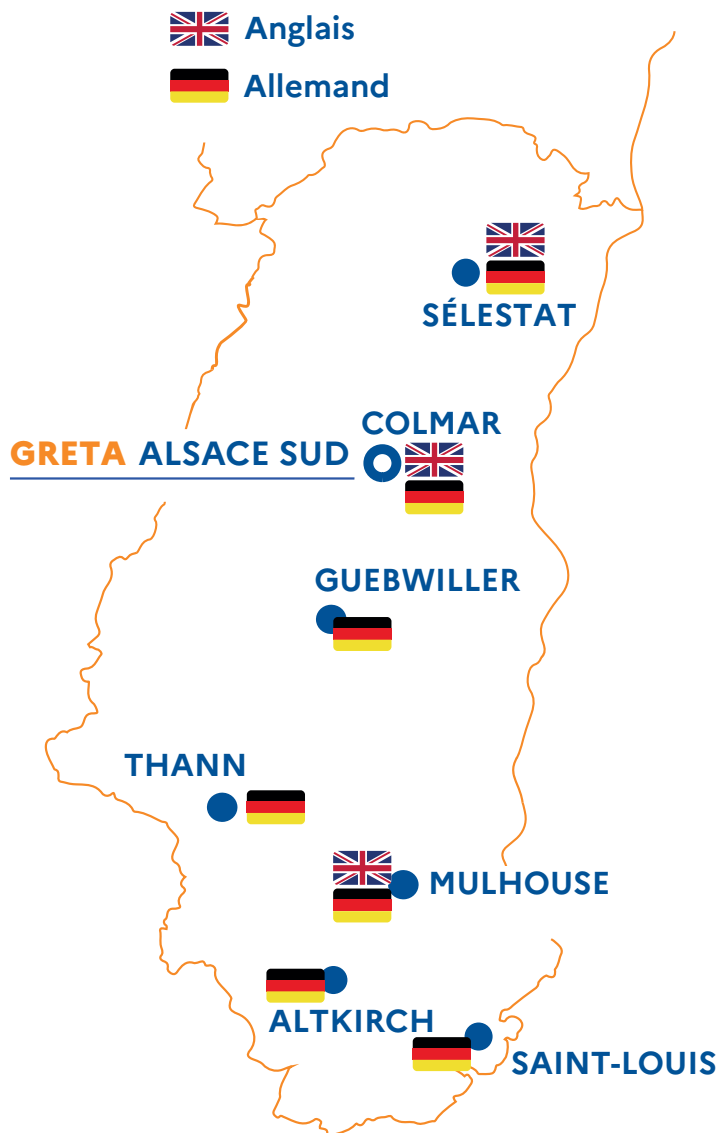 Anglais
Allemand
SÉLESTAT
COLMAR
GRETA ALSACE SUD
GUEBWILLER
THANN
MULHOUSE
ALTKIRCH
SAINT-LOUIS